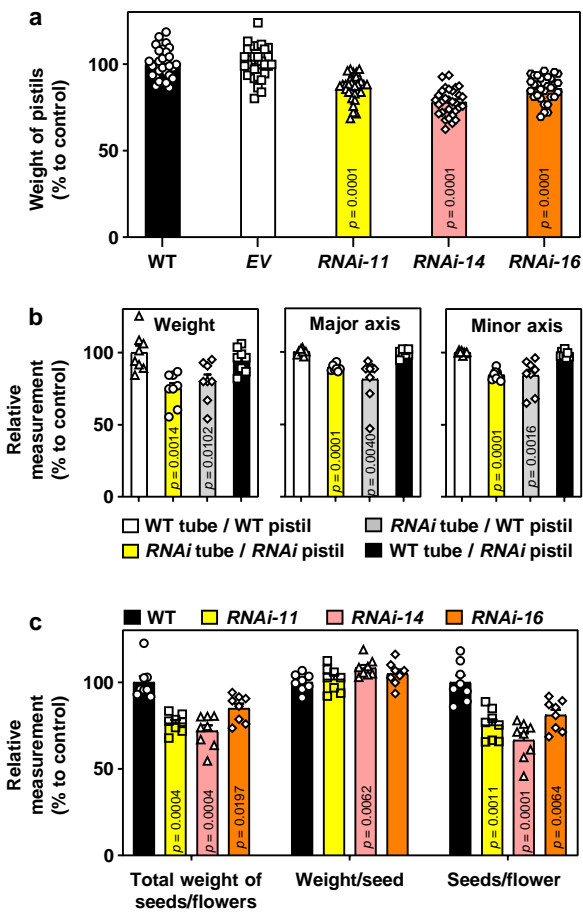 a
Weight of pistils
(% to control)
100
50
0
p = 0.0001
p = 0.0001
p = 0.0001
WT
EV
RNAi-11
RNAi-14
RNAi-16
b
Relative
measurement
(% to control)
100
50
0
Weight
p = 0.0014
p = 0.0102
Major axis
p = 0.0001
p = 0.0040
Minor axis
p = 0.0001
p = 0.0016
WT tube / WT pistil
RNAi tube / WT pistil
RNAi tube / RNAi pistil
WT tube / RNAi pistil
c
WT
RNAi-11
RNAi-14
RNAi-16
Relative
measurement
(% to control)
100
50
0
p = 0.0004
p = 0.0004
p = 0.0197
p = 0.0062
p = 0.0011
p = 0.0001
p = 0.0064
Total weight of
seeds/flowers
Weight/seed
Seeds/flower